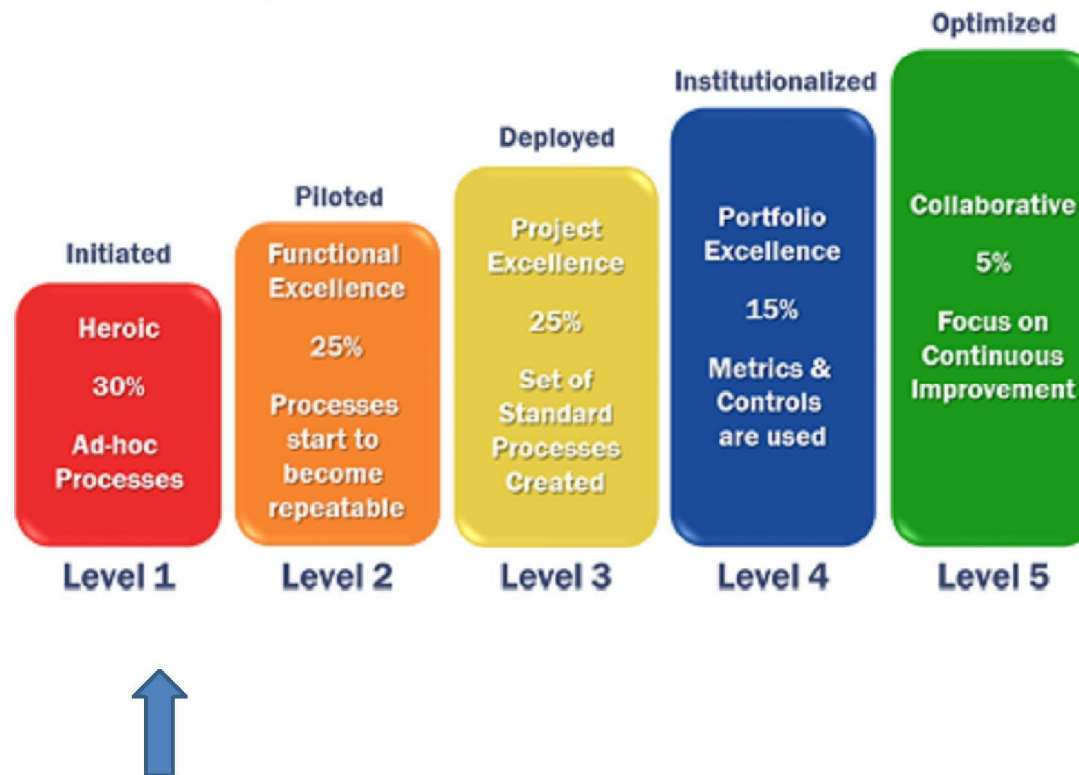 Initiated
Heroic
30%
Ad-hoc
Processes
Level 1
Piloted
Functional
Excellence
25%
Processes
start to
become
repeatable
Level 2
Deployed
Project
Excellence
25%
Set of
Standard
Processes
Created
Level 3
Institutionalized
Portfolio
Excellence
15%
Metrics &
Controls
are used
Level 4
Optimized
Collaborative
5%
Focus on
Continuous
Improvement
Level 5